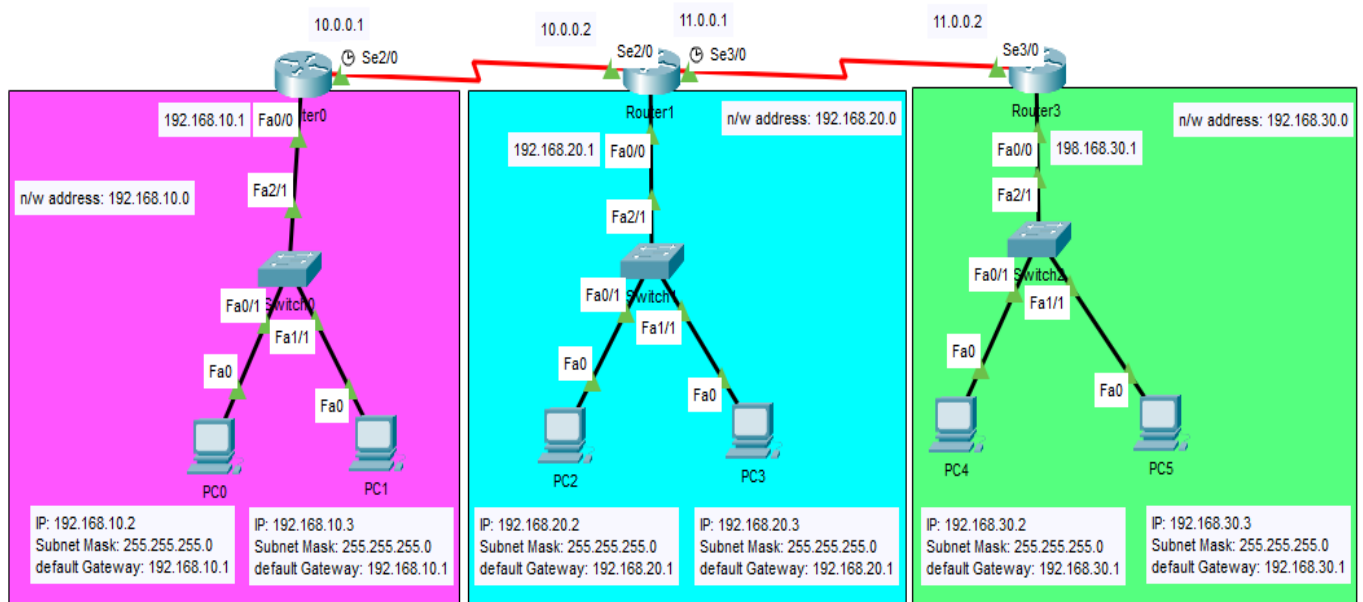 10.0.0.1
10.0.0.2
11.0.0.1
11.0.0.2
Se2/0
Se2/0
Se3/0
Se3/0
192.168.10.1
Fa0/0
ter0
n/w address: 192.168.10.0
Fa2/1
Switch0
Fa0/1
Fa1/1
Fa0
Fa0
PC0
PC1
IP: 192.168.10.2
Subnet Mask: 255.255.255.0
default Gateway: 192.168.10.1
IP: 192.168.10.3
Subnet Mask: 255.255.255.0
default Gateway: 192.168.10.1
Router1
n/w address: 192.168.20.0
192.168.20.1
Fa0/0
Fa2/1
Switch1
Fa0/1
Fa1/1
Fa0
Fa0
PC2
PC3
IP: 192.168.20.2
Subnet Mask: 255.255.255.0
default Gateway: 192.168.20.1
IP: 192.168.20.3
Subnet Mask: 255.255.255.0
default Gateway: 192.168.20.1
Router3
n/w address: 192.168.30.0
Fa0/0
198.168.30.1
Fa2/1
Switch2
Fa0/1
Fa1/1
Fa0
Fa0
PC4
PC5
IP: 192.168.30.2
Subnet Mask: 255.255.255.0
default Gateway: 192.168.30.1
IP: 192.168.30.3
Subnet Mask: 255.255.255.0
default Gateway: 192.168.30.1